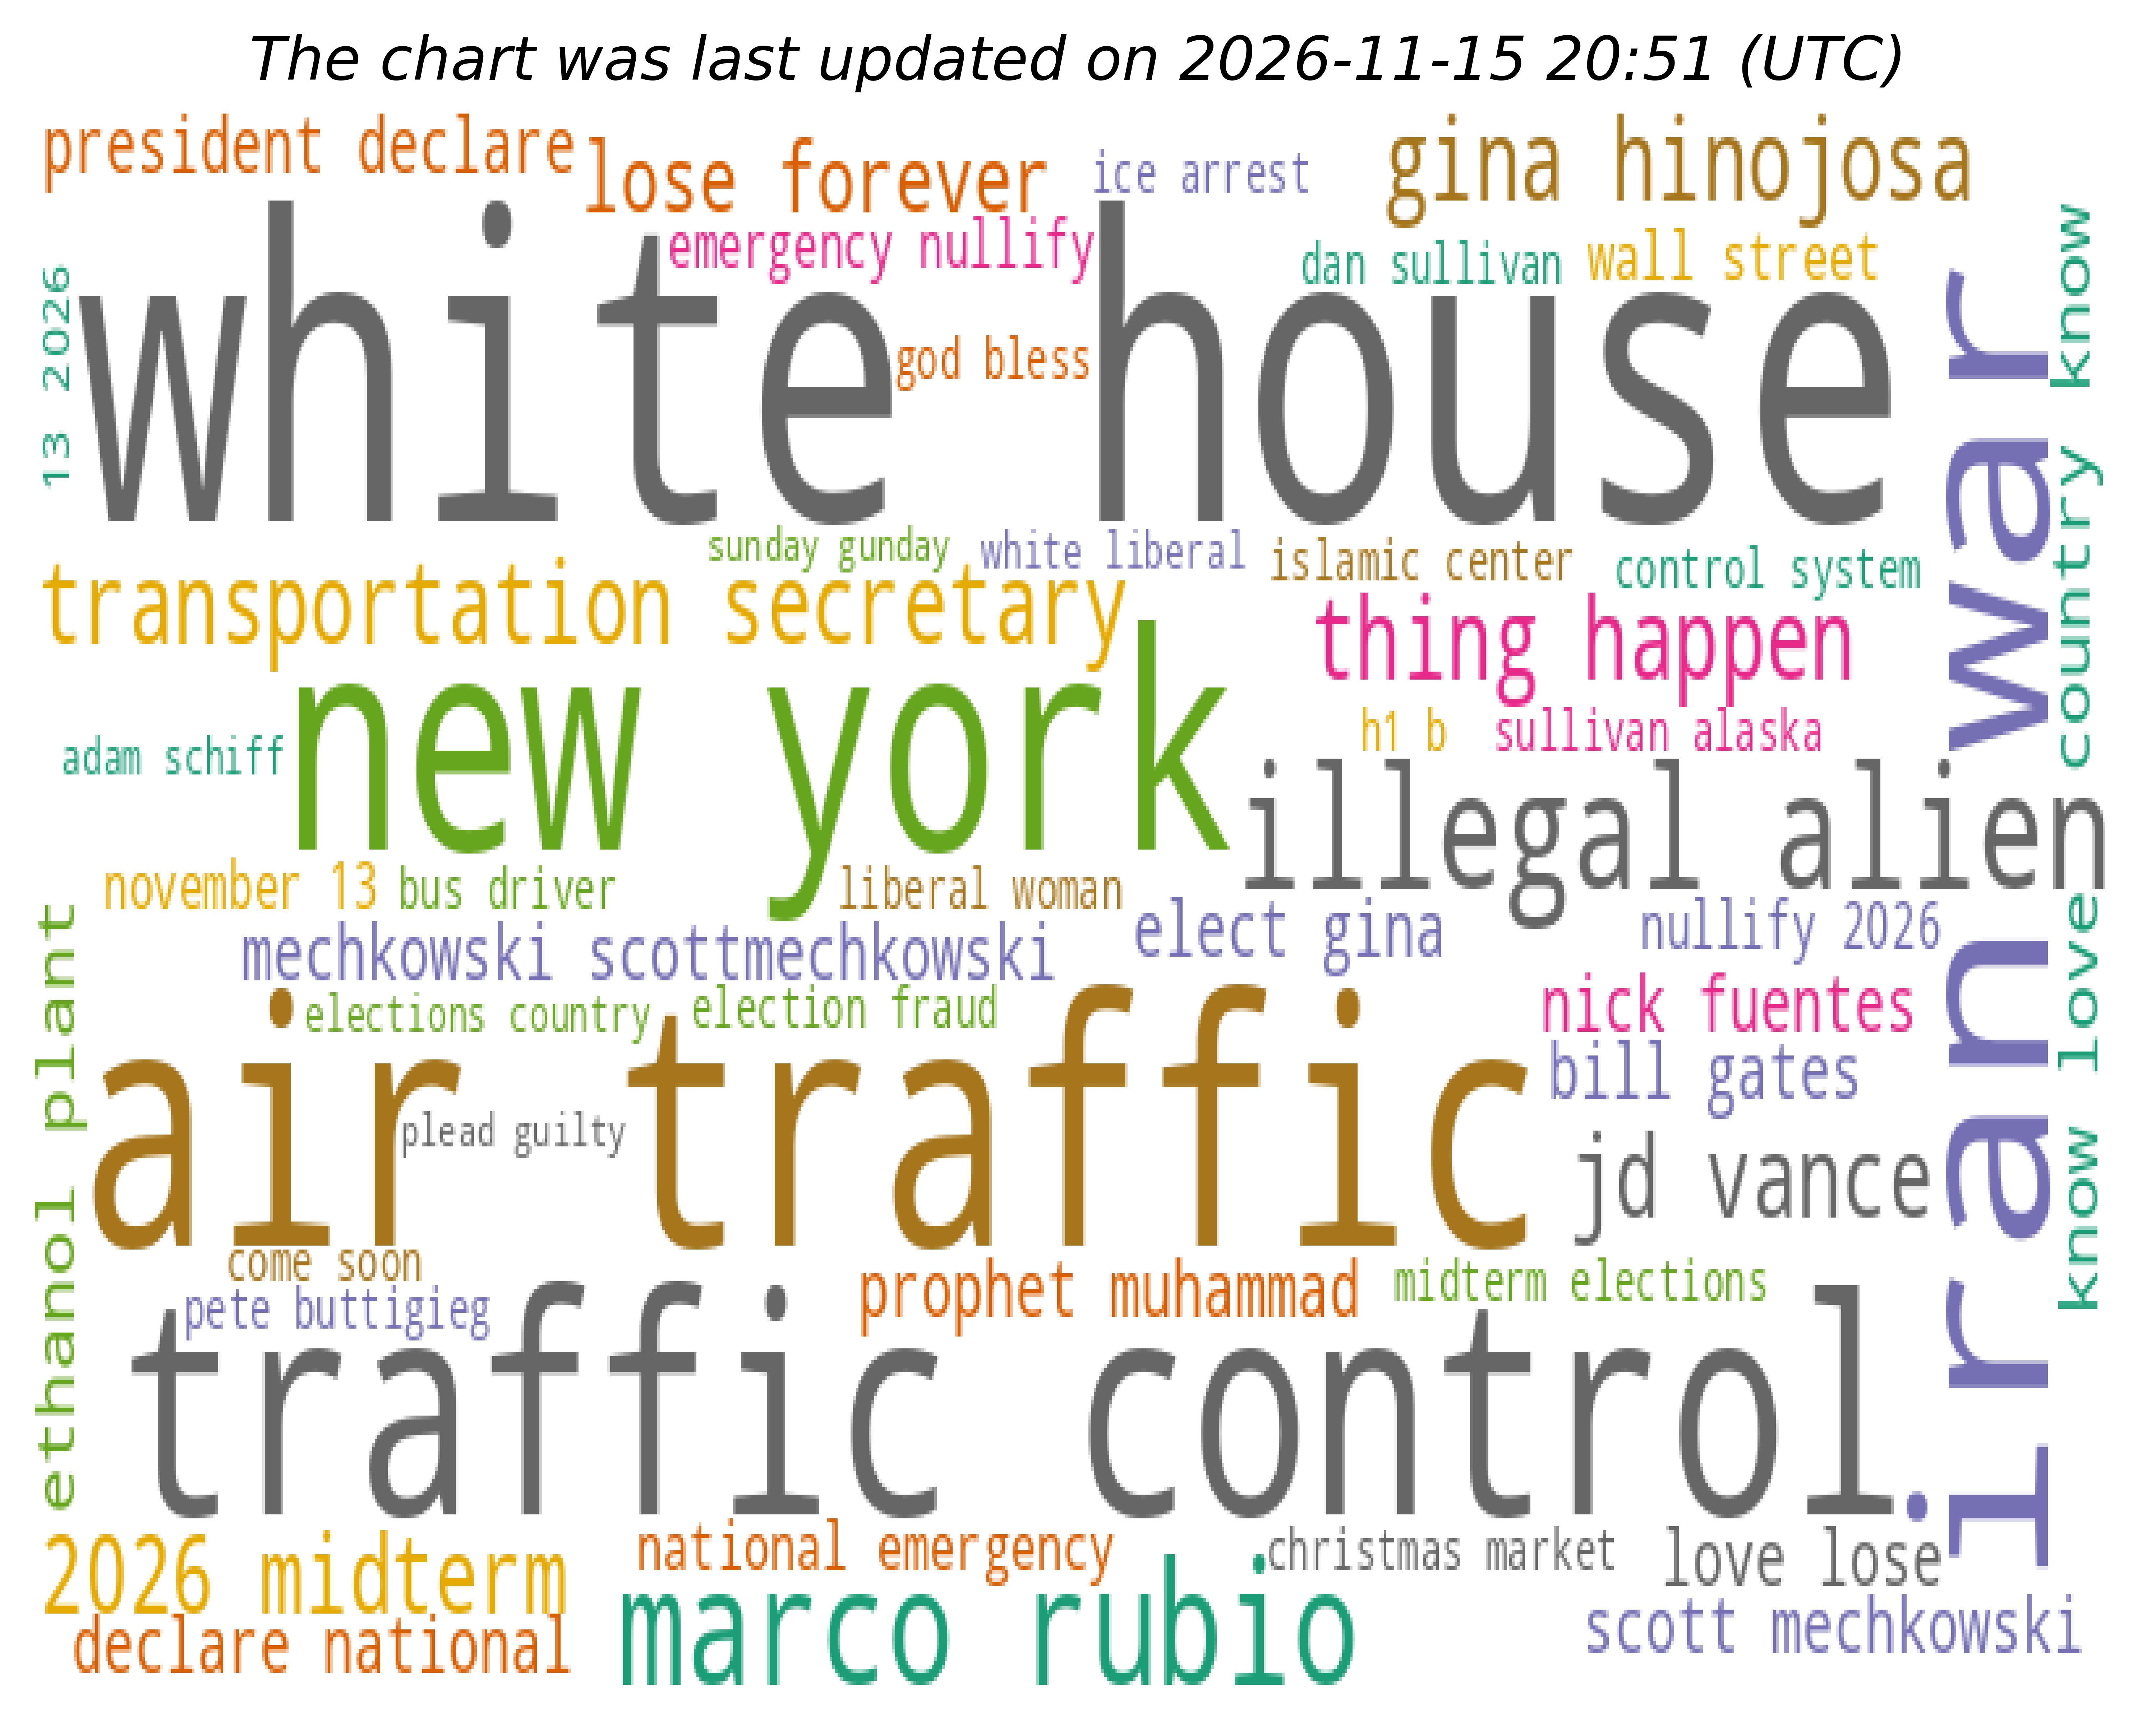 The chart was last updated on 2026-11-15 20:51 (UTC)
president declare
lose forever
ice arrest
gina hinojosa
emergency nullify
dan sullivan
wall street
white house
god bless
13 2026
iran war
know love country know
sunday gunday
white liberal
islamic center
control system
transportation secretary
thing happen
new york
h1 b
sullivan alaska
adam schiff
illegal alien
november 13
bus driver
liberal woman
elect gina
nullify 2026
mechkowski scottmechkowski
nick fuentes
elections country
election fraud
air traffic
bill gates
plead guilty
jd vance
ethanol plant
come soon
prophet muhammad
midterm elections
pete buttigieg
traffic control
2026 midterm
national emergency
christmas market
love lose
declare national
marco rubio
scott mechkowski